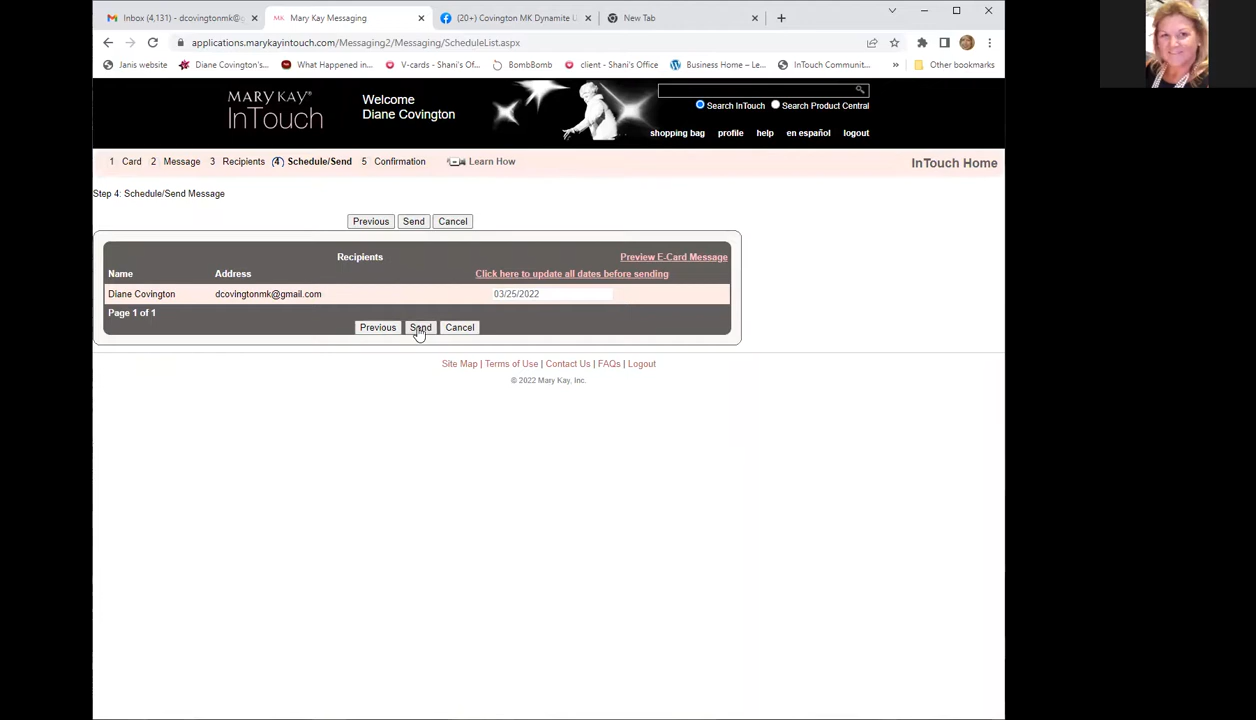 Inbox (4,131) - dcovingtonmk@g
Mary Kay Messaging
(20+) Covington MK Dynamite U
New Tab
applications.marykayintouch.com/Messaging2/Messaging/ScheduleList.aspx
Janis website
Diane Covington's...
What Happened in...
V-cards - Shani's Of...
BombBomb
client - Shani's Office
Business Home – Le...
InTouch Communit...
»
Other bookmarks
MARY KAY®
InTouch
Welcome
Diane Covington
Search InTouch
Search Product Central
shopping bag profile help en español logout
1 Card 2 Message 3 Recipients 4 Schedule/Send 5 Confirmation Learn How
InTouch Home
Step 4: Schedule/Send Message
Previous Send Cancel
Recipients
Preview E-Card Message
Name Address Click here to update all dates before sending
Diane Covington dcovingtonmk@gmail.com 03/25/2022
Page 1 of 1
Previous Send Cancel
Site Map | Terms of Use | Contact Us | FAQs | Logout
© 2022 Mary Kay, Inc.